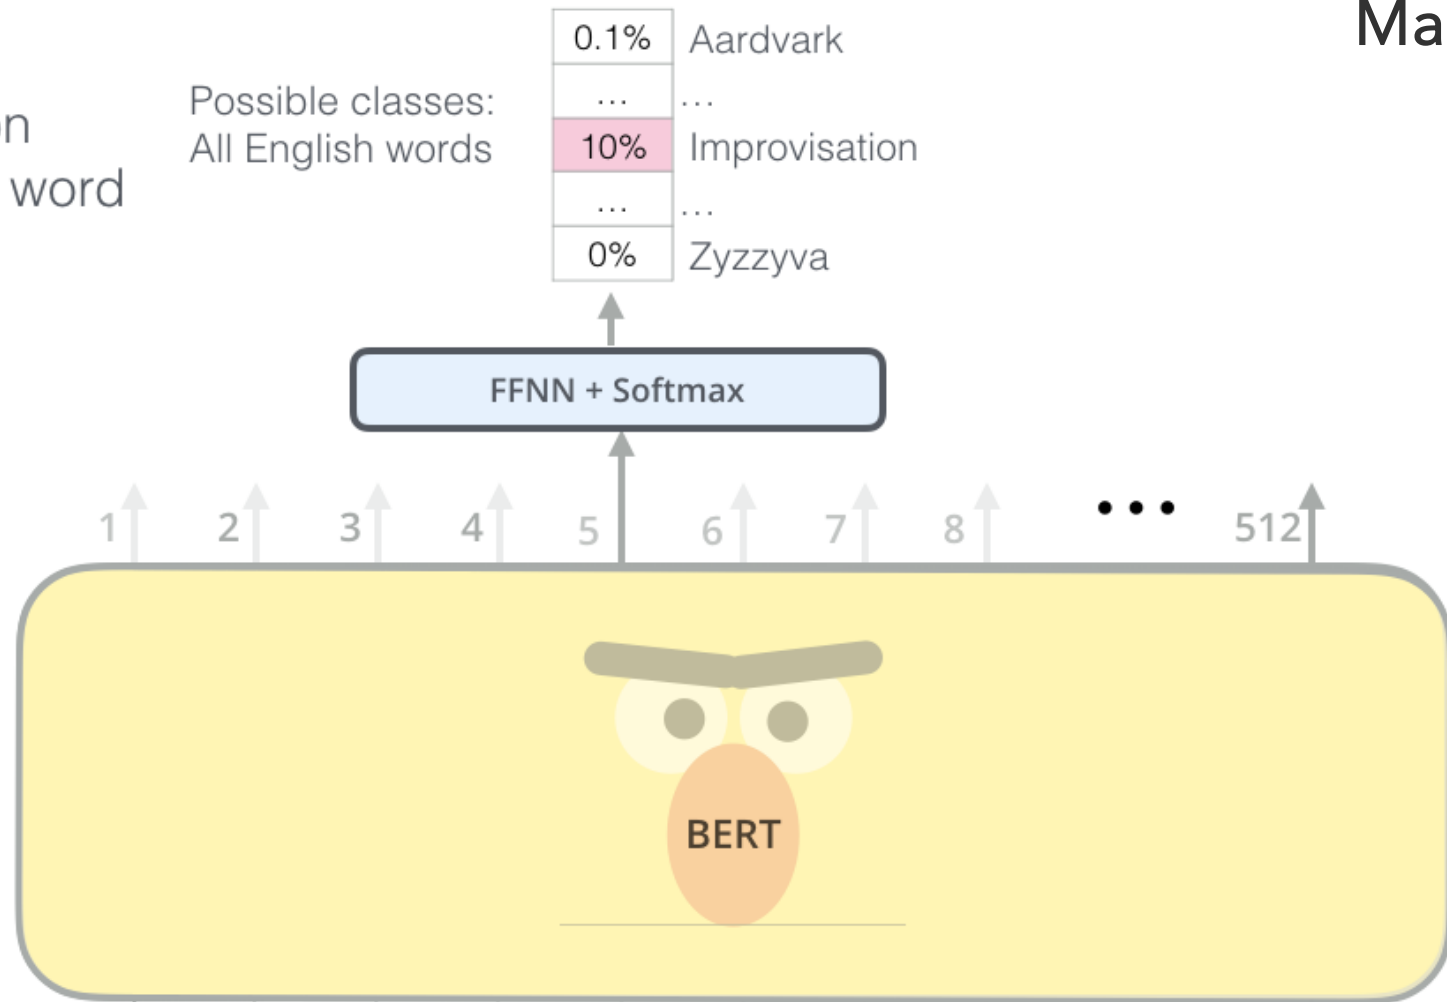 Ma
on
word
Possible classes:
All English words
0.1% Aardvark
... ...
10% Improvisation
... ...
0% Zyzzyva
FFNN + Softmax
1 2 3 4 5 6 7 8 ... 512
BERT